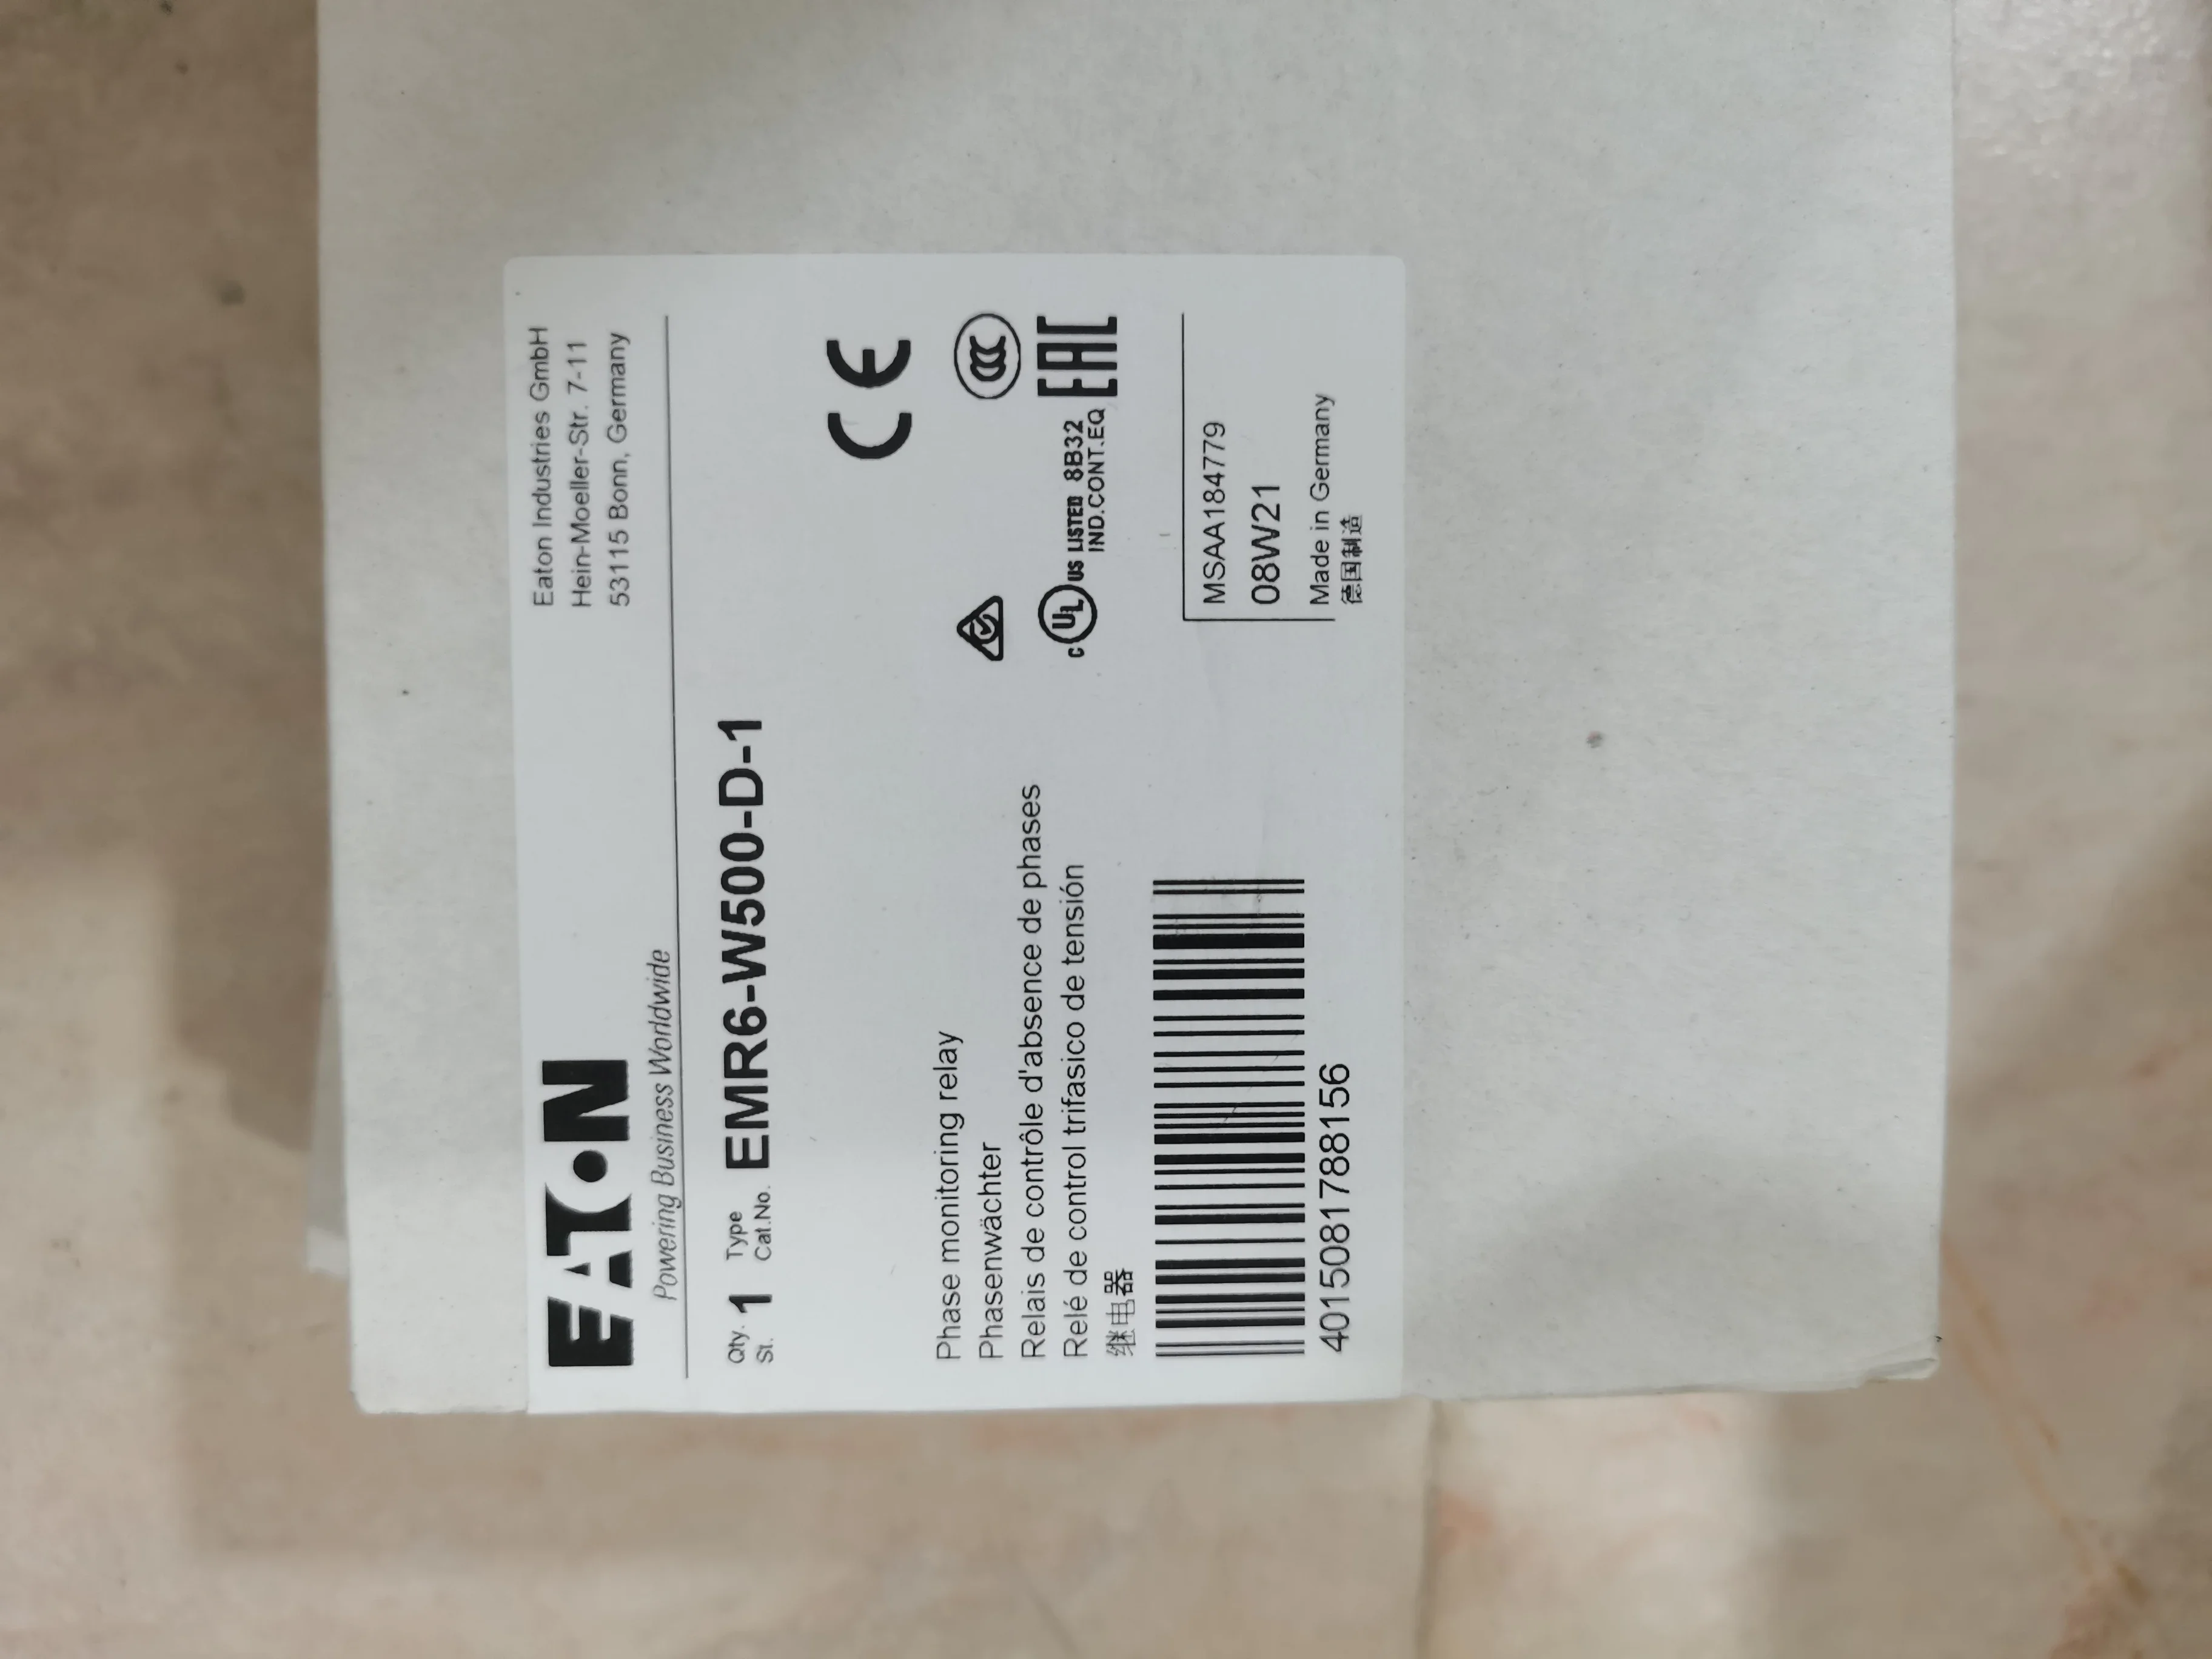 EATON
Powering Business Worldwide
Eaton Industries GmbH
Hein-Moeller-Str. 7-11
53115 Bonn, Germany
Qty. 1 Type EMR6-W500-D-1
St. Cat.No.
CE
Phase monitoring relay
Phasenwächter
Relais de contrôle d'absence de phases
Relé de control trifasico de tensión
继电器
CCC
c UL US LISTED 8B32
IND.CONT.EQ
EAC
4015081788156
MSAA184779
08W21
Made in Germany
德国制造